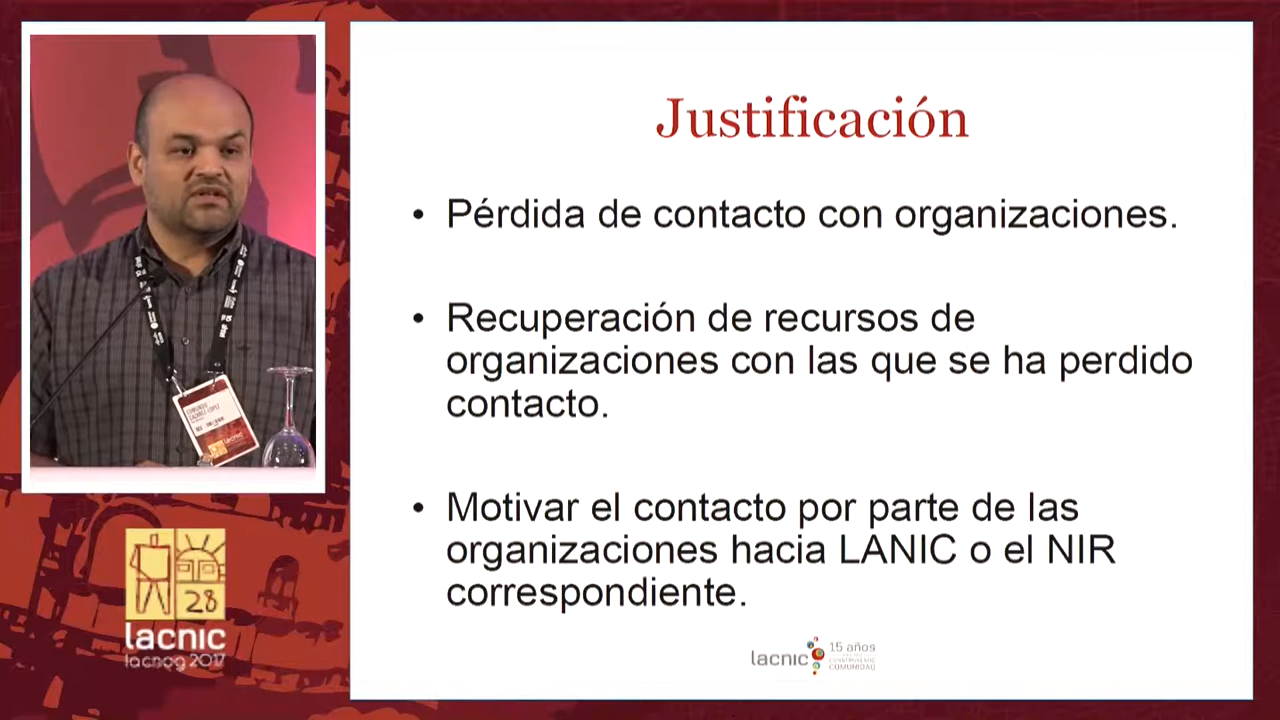 Justificación
• Pérdida de contacto con organizaciones.
• Recuperación de recursos de
organizaciones con las que se ha perdido
contacto.
• Motivar el contacto por parte de las
organizaciones hacia LANIC o el NIR
correspondiente.
lacnic 15 años
COMUNIDAD
lacnic
28
lacnic
lacnog 2017